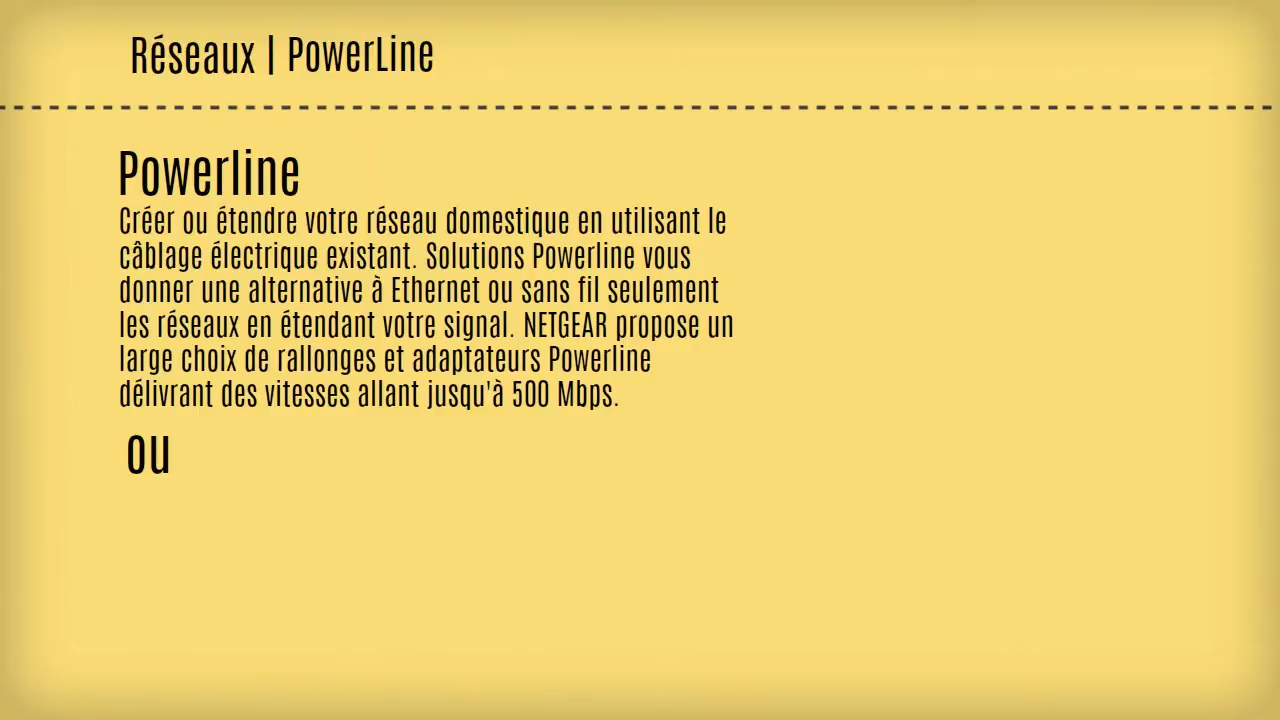 Réseaux | PowerLine
Powerline
Créer ou étendre votre réseau domestique en utilisant le
câblage électrique existant. Solutions Powerline vous
donner une alternative à Ethernet ou sans fil seulement
les réseaux en étendant votre signal. NETGEAR propose un
large choix de rallonges et adaptateurs Powerline
délivrant des vitesses allant jusqu'à 500 Mbps.
ou